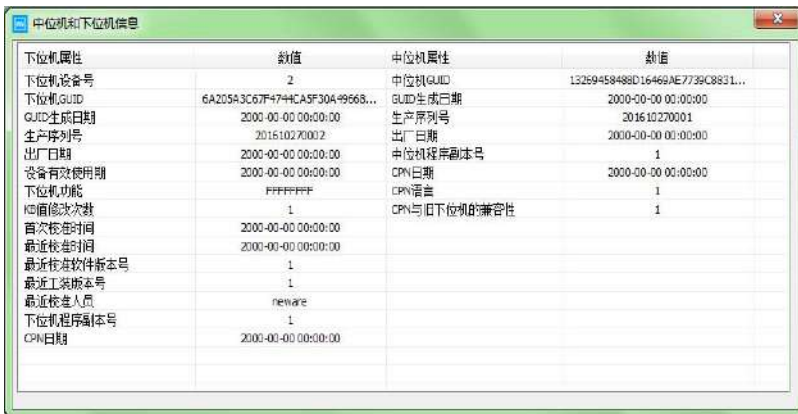 中位机和下位机信息
下位机属性 数值 中位机属性 数值
下位机设备号 2 中位机GUID 13269458488D16469AE7739C8831...
下位机GUID 6A205A3C67F4744CA5F30A49668... GUID生成日期 2000-00-00 00:00:00
GUID生成日期 2000-00-00 00:00:00 生产序列号 201610270001
生产序列号 201610270002 出厂日期 2000-00-00 00:00:00
出厂日期 2000-00-00 00:00:00 中位机程序副本号 1
设备有效使用期 2000-00-00 00:00:00 CPN日期 2000-00-00 00:00:00
下位机功能 FFFFFFFF CPN语言 1
KB值修改次数 1 CPN与旧下位机的兼容性 1
首次校准时间 2000-00-00 00:00:00
最近校准时间 2000-00-00 00:00:00
最近校准软件版本号 1
最近工装版本号 1
最近校准人员 neware
下位机程序副本号 1
CPN日期 2000-00-00 00:00:00